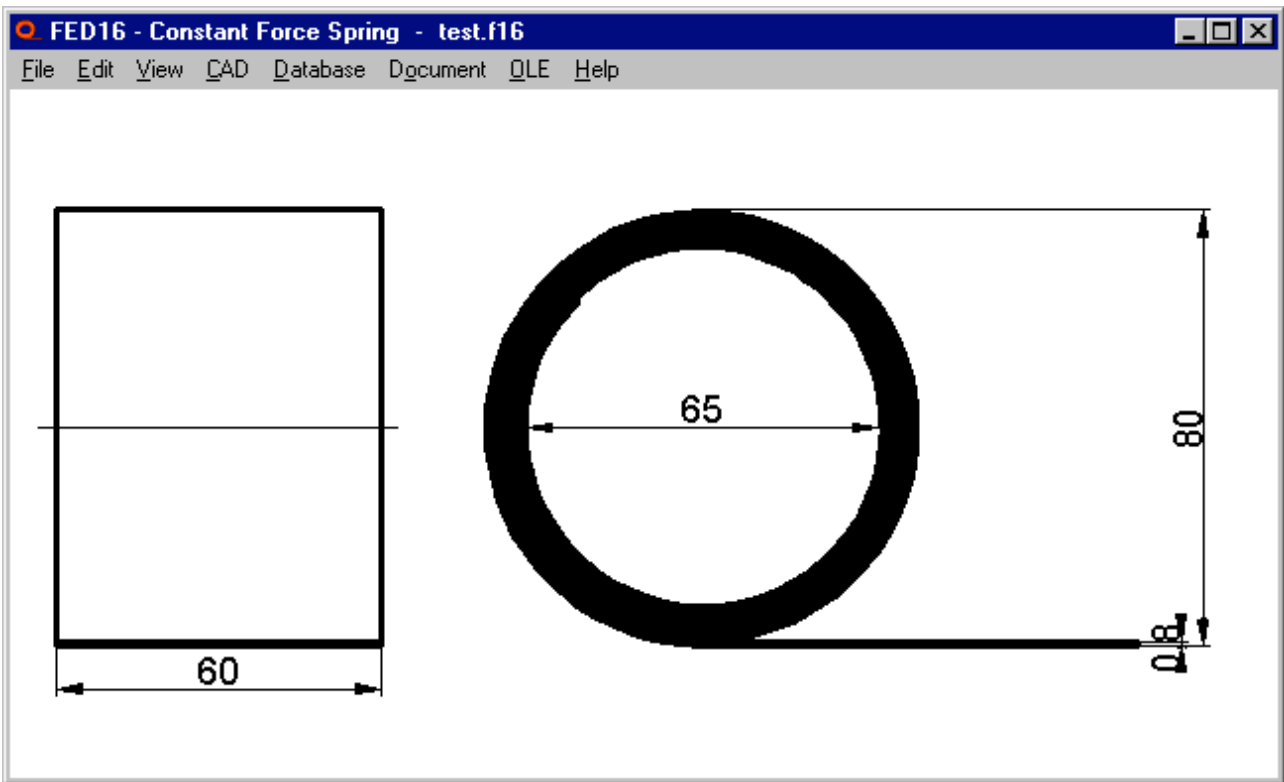 FED16 - Constant Force Spring - test.f16
File Edit View CAD Database Document OLE Help
65
80
60
0.8